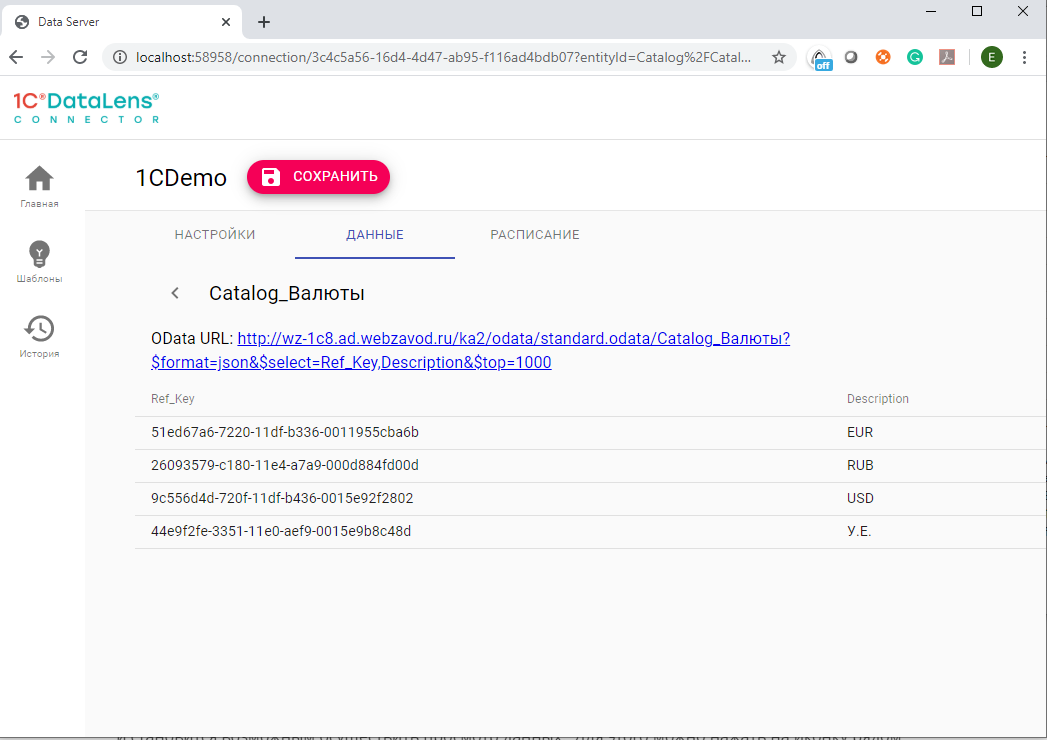 Data Server
localhost:58958/connection/3c4c5a56-16d4-4d47-ab95-f116ad4bdb07?entityId=Catalog%2FCatal...
off
E
1C®DataLens®
CONNECTOR
1CDemo
СОХРАНИТЬ
Главная
Шаблоны
История
НАСТРОЙКИ
ДАННЫЕ
РАСПИСАНИЕ
Catalog_Валюты
OData URL: http://wz-1c8.ad.webzavod.ru/ka2/odata/standard.odata/Catalog_Валюты?
$format=json&$select=Ref_Key,Description&$top=1000
Ref_Key Description
51ed67a6-7220-11df-b336-0011955cba6b EUR
26093579-c180-11e4-a7a9-000d884fd00d RUB
9c556d4d-720f-11df-b436-0015e92f2802 USD
44e9f2fe-3351-11e0-aef9-0015e9b8c48d У.Е.